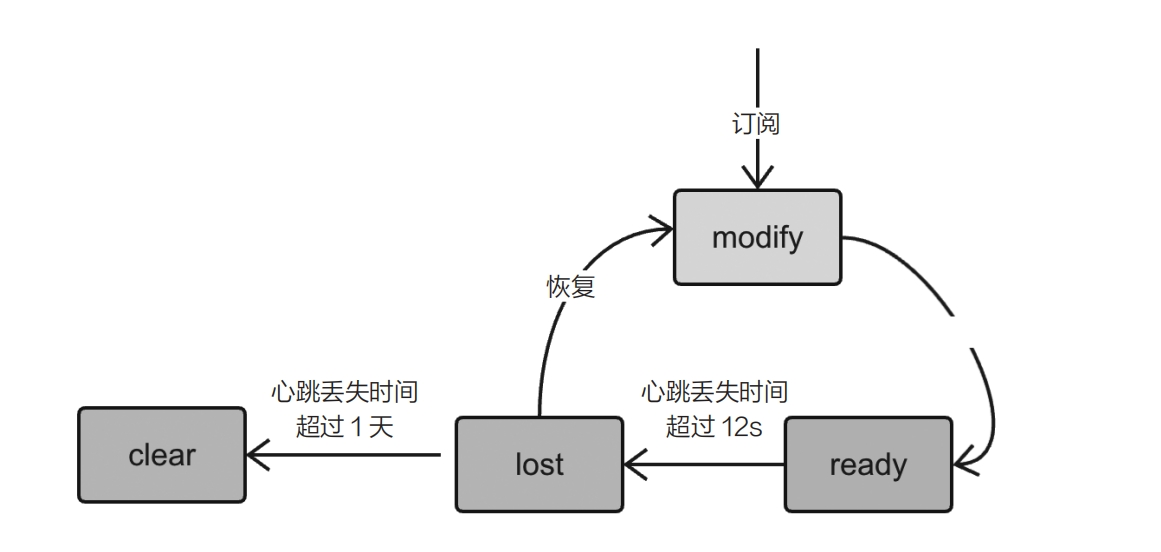 订阅
modify
恢复
心跳丢失时间
超过 1 天
心跳丢失时间
超过 12s
clear
lost
ready